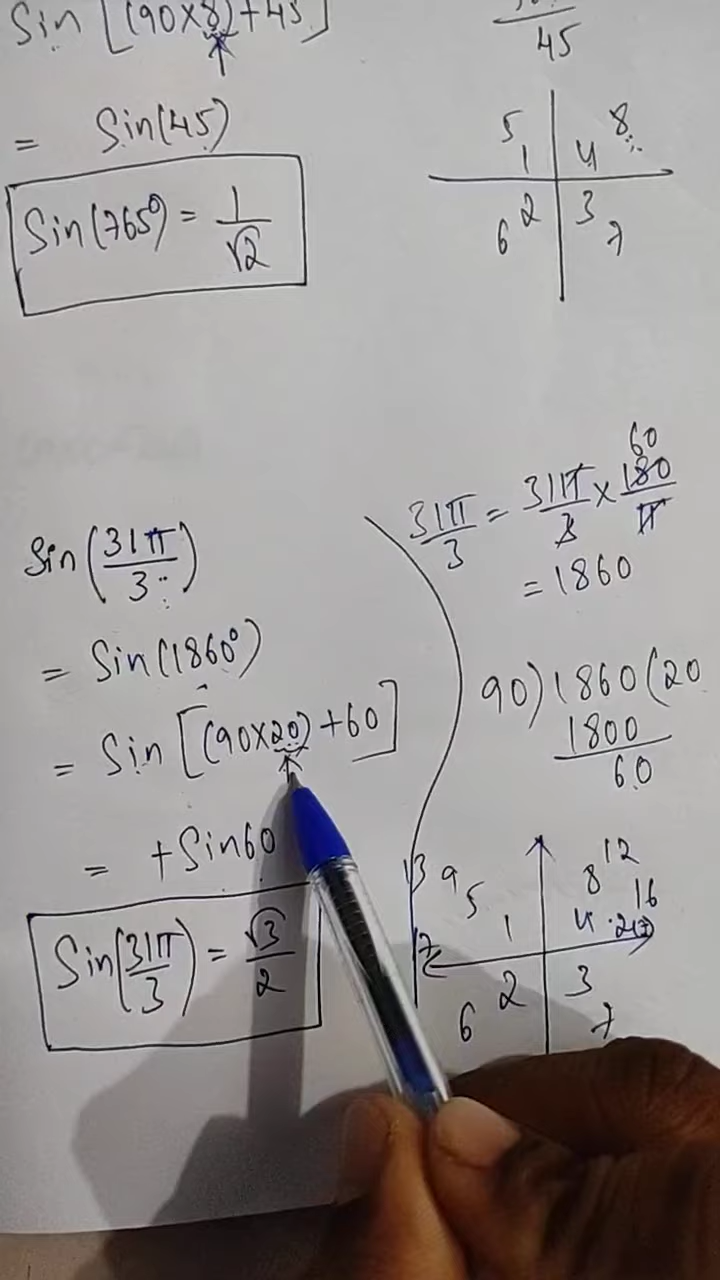 Sin [(90×8)+45]
45
= Sin(45)
Sin(765°) = 1/√2
5 1 4 8
6 2 3 7
Sin(31π/3)
31π/3 = 31π/3 × 180/π 60
= 1860
= Sin(1860°)
90)1860(20
1800
60
= Sin[(90×20)+60]
= +Sin60
Sin(31π/3) = √3/2
13 9 5 1 8 12
17 4 16 20
6 2 3 7